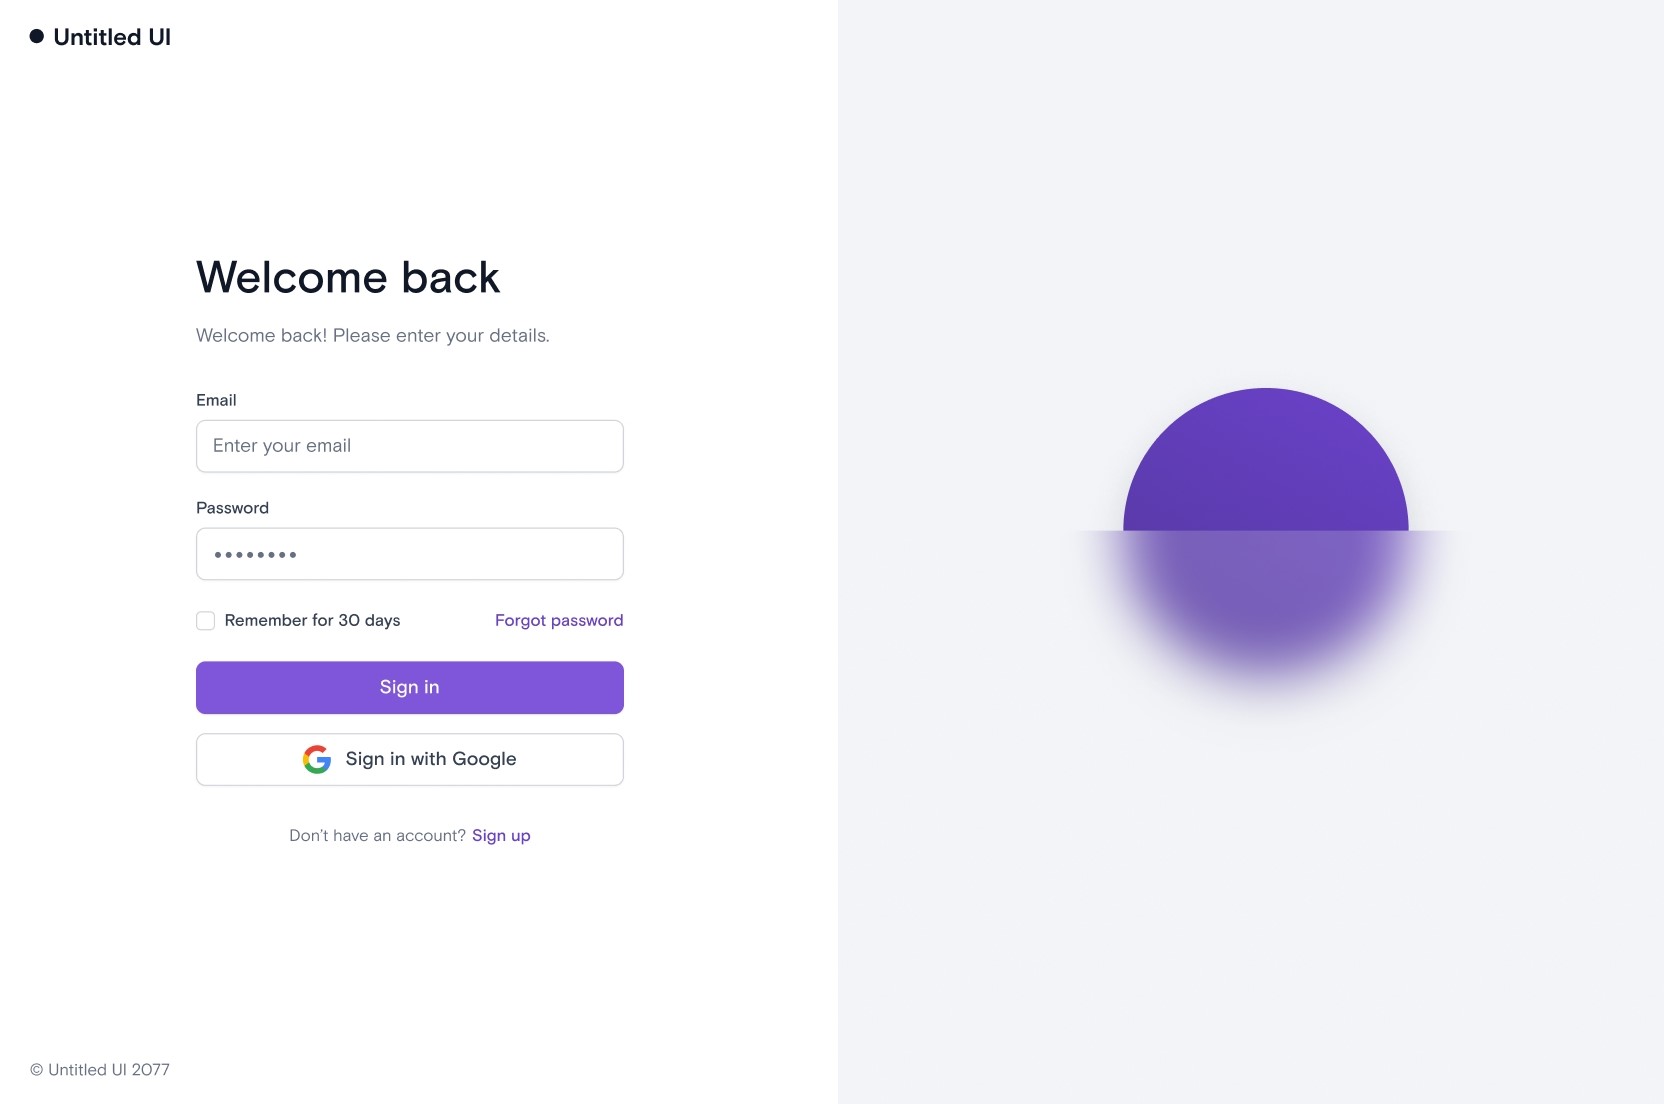 Untitled UI
Welcome back
Welcome back! Please enter your details.
Email
Enter your email
Password
••••••••
Remember for 30 days
Forgot password
Sign in
Sign in with Google
Don’t have an account? Sign up
© Untitled UI 2077